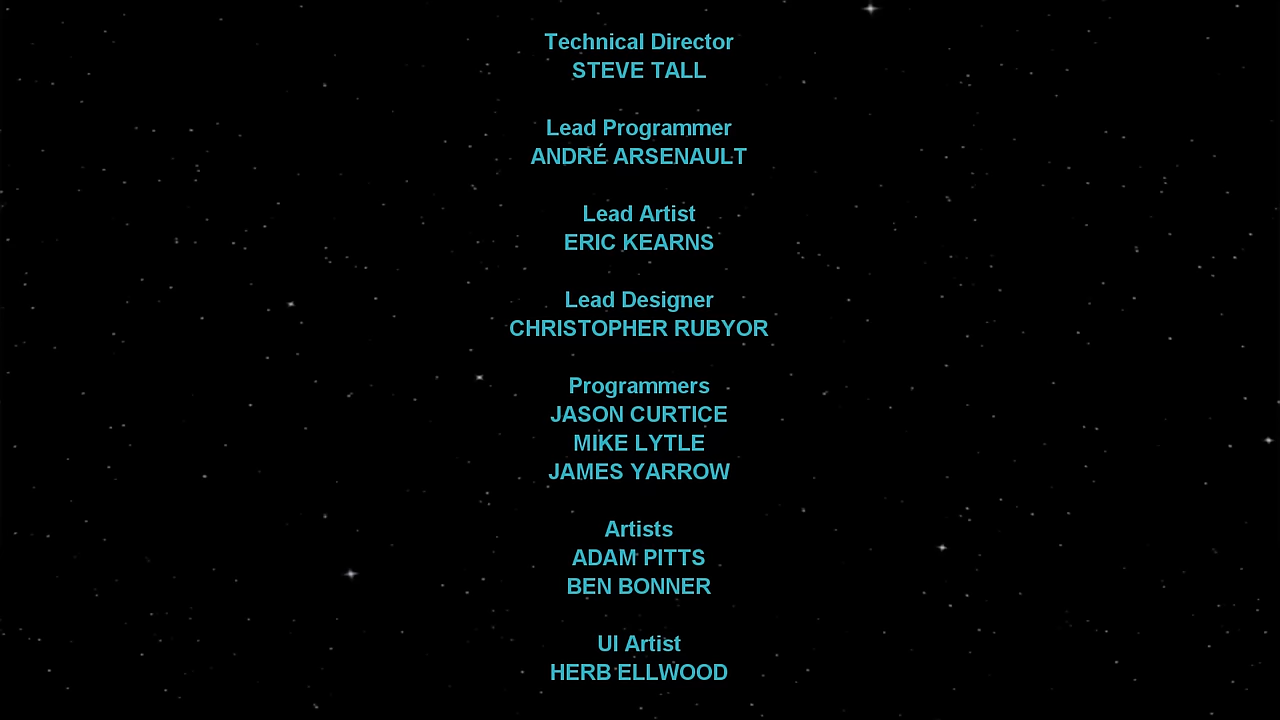 Technical Director
STEVE TALL
Lead Programmer
ANDRÉ ARSENAULT
Lead Artist
ERIC KEARNS
Lead Designer
CHRISTOPHER RUBYOR
Programmers
JASON CURTICE
MIKE LYTLE
JAMES YARROW
Artists
ADAM PITTS
BEN BONNER
UI Artist
HERB ELLWOOD